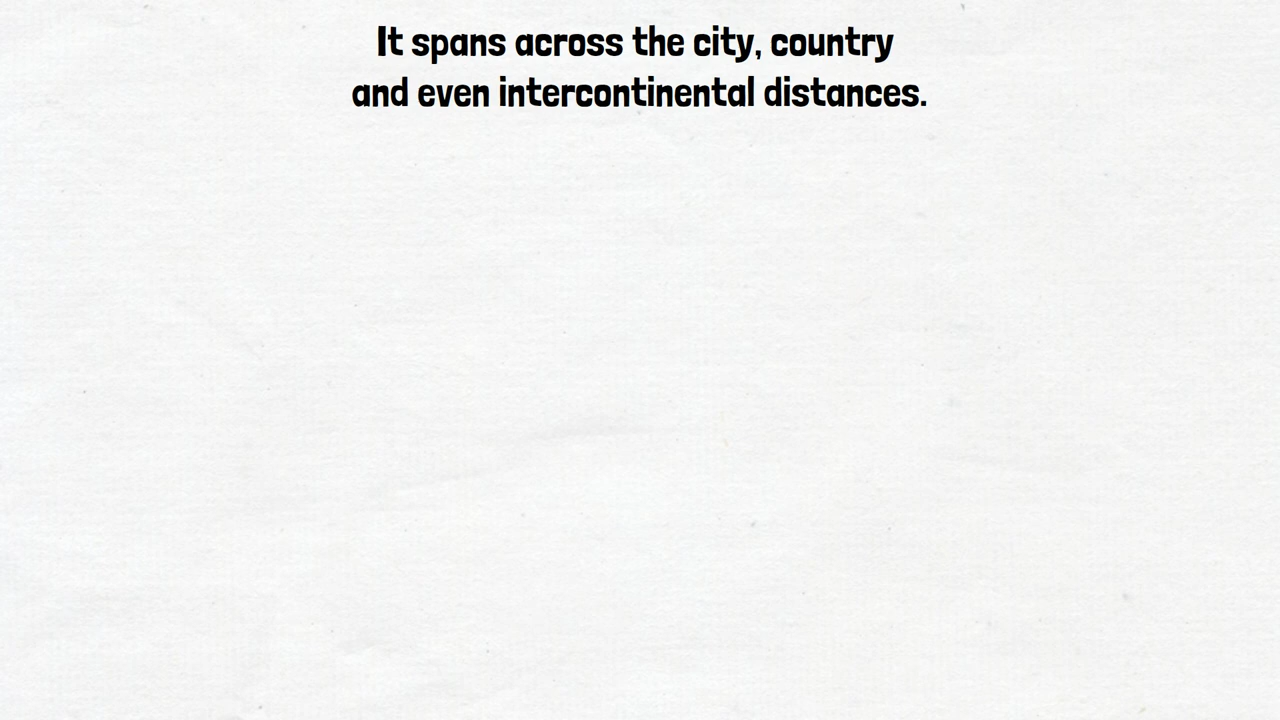 It spans across the city, country
and even intercontinental distances.